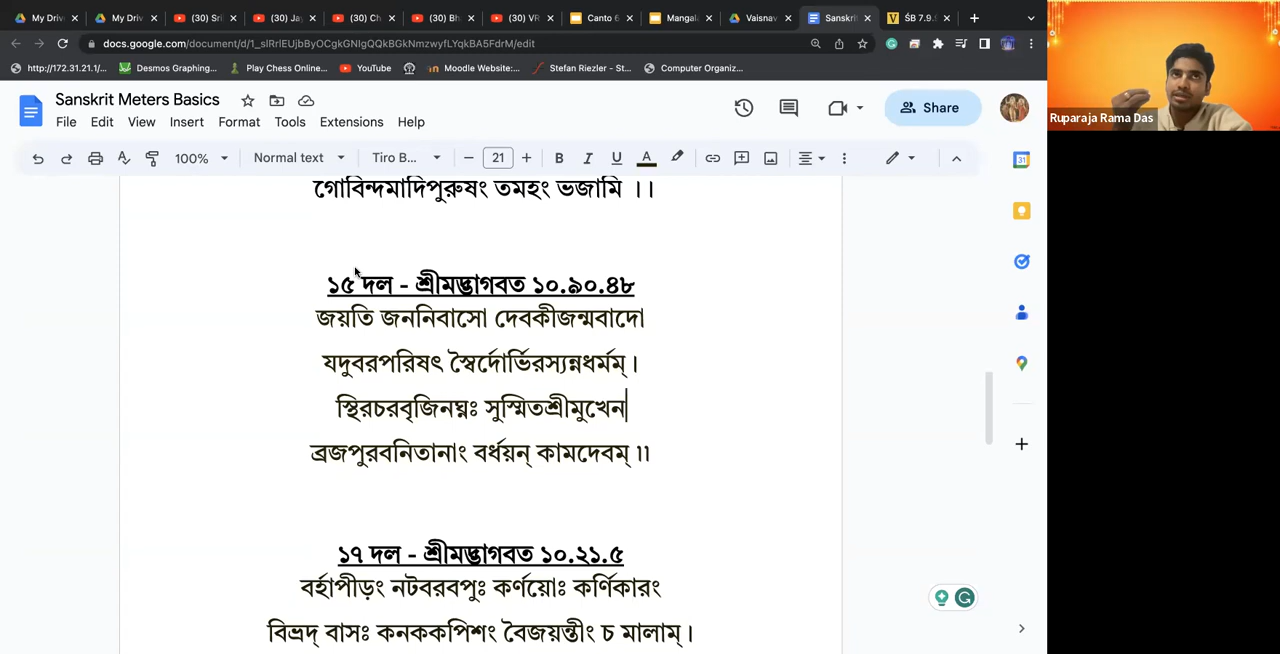 My Driv
My Driv
(30) Sri
(30) Ja
(30) Ch
(30) Bh
(30) VR
Canto 6
Mangal
Vaisnav
Sanskri
ŚB 7.9.
docs.google.com/document/d/1_slRrlEUjbByOCgkGNIgQQkBGkNmzwyfLYqkBA5FdrM/edit
http://172.31.21.1/...
Desmos Graphing...
Play Chess Online...
YouTube
Moodle Website:...
Stefan Riezler - St...
Computer Organiz...
Sanskrit Meters Basics
File Edit View Insert Format Tools Extensions Help
Share
100% Normal text Tiro B... 21
গোবিন্দমাদিপুরুষং তমহং ভজামি ।।
১৫ দল - শ্রীমদ্ভাগবত ১০.৯০.৪৮
জয়তি জননিবাসো দেবকীজন্মবাদো
যদুবরপরিষৎ স্বৈর্দোর্ভিরস্যন্নধর্মম্।
স্থিরচরবৃজিনঘ্নঃ সুস্মিতশ্রীমুখেন
ব্রজপুরবনিতানাং বর্ধয়ন্ কামদেবম্ ।।
১৭ দল - শ্রীমদ্ভাগবত ১০.২১.৫
বর্হাপীড়ং নটবরবপুঃ কর্ণয়োঃ কর্ণিকারং
বিভ্রদ্ বাসঃ কনককপিশং বৈজয়ন্তীং চ মালাম্।
Ruparaja Rama Das